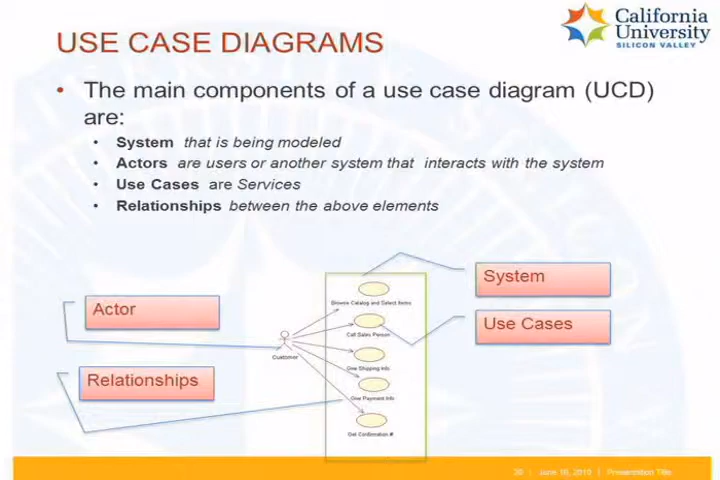 California
University
SILICON VALLEY
USE CASE DIAGRAMS
• The main components of a use case diagram (UCD)
are:
• System that is being modeled
• Actors are users or another system that interacts with the system
• Use Cases are Services
• Relationships between the above elements
System
Browse Catalog and Select Items
Actor
Use Cases
Call Sales Person
Customer
Give Shipping Info
Relationships
Give Payment Info
Get Confirmation #
| Presentation Title